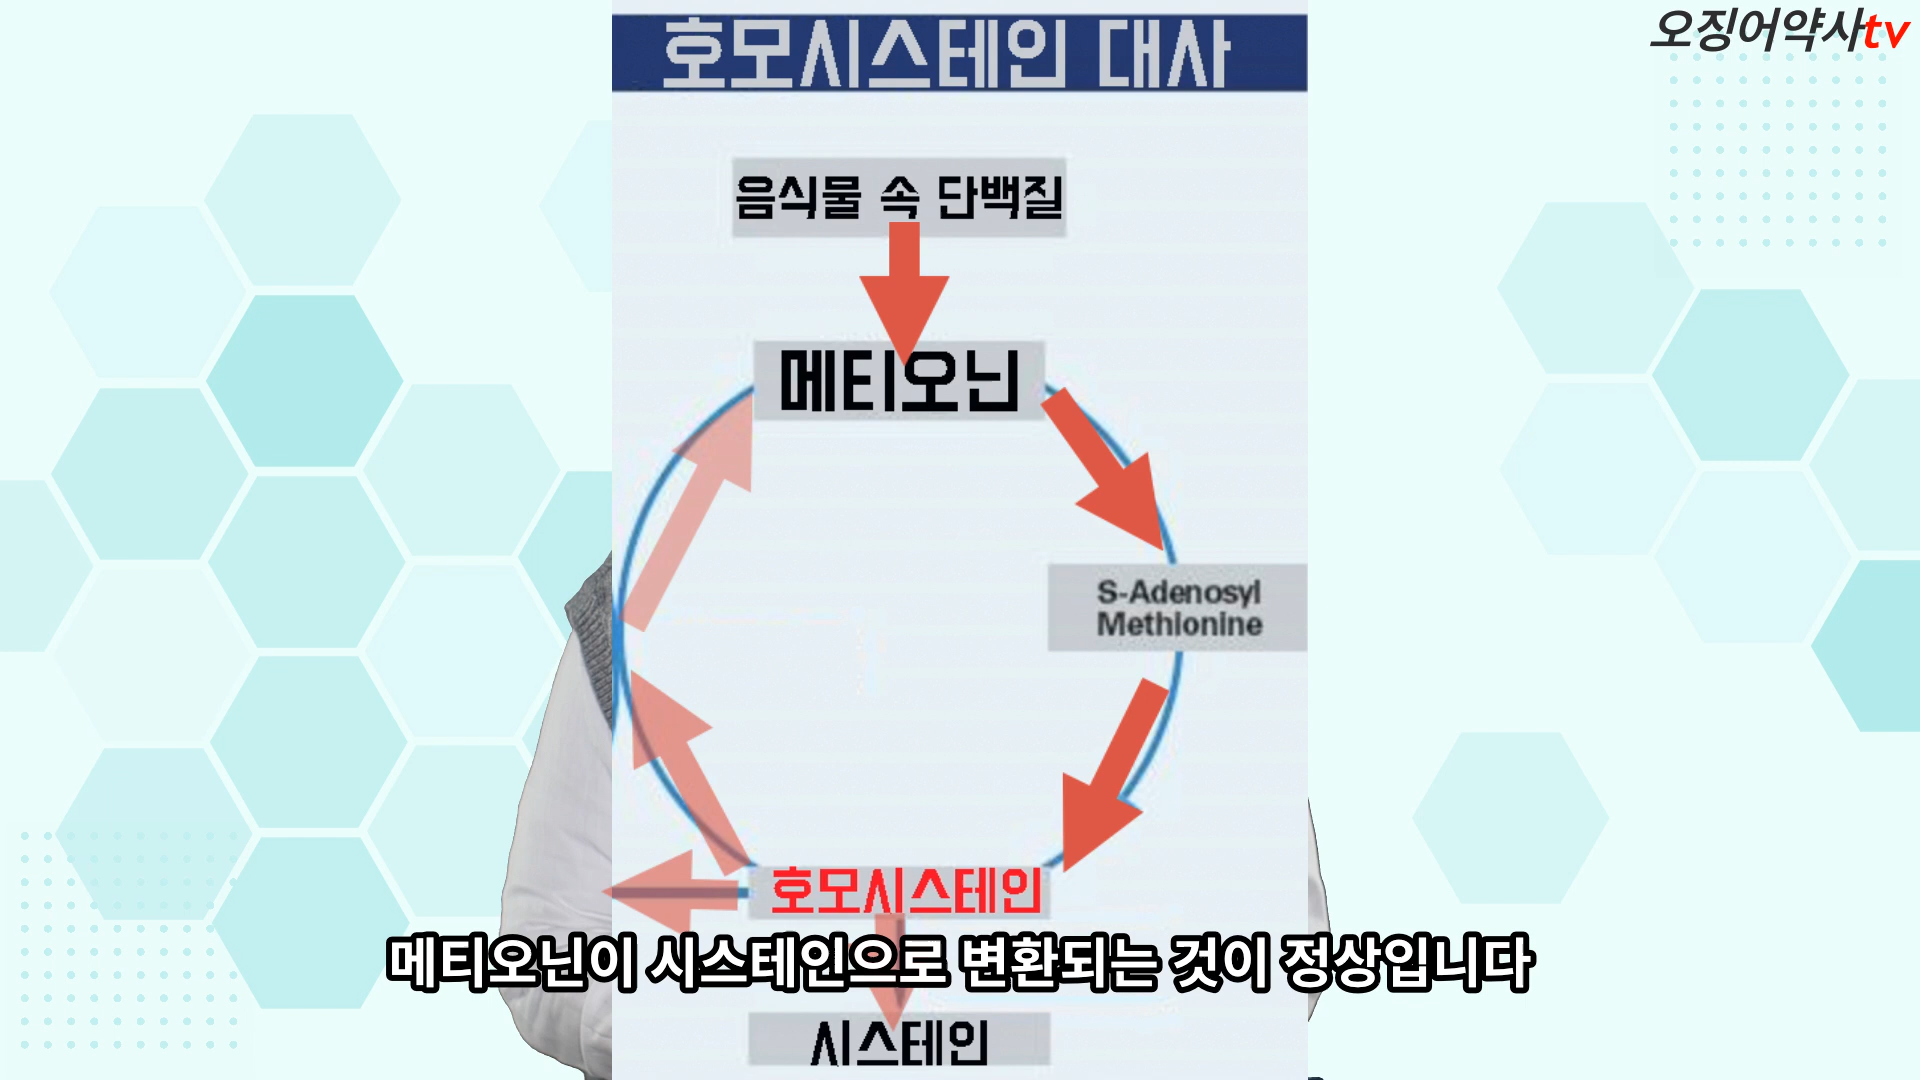 호모시스테인 대사
오징어약사tv
음식물 속 단백질
메티오닌
S-Adenosyl
Methionine
호모시스테인
메티오닌이 시스테인으로 변환되는 것이 정상입니다
시스테인